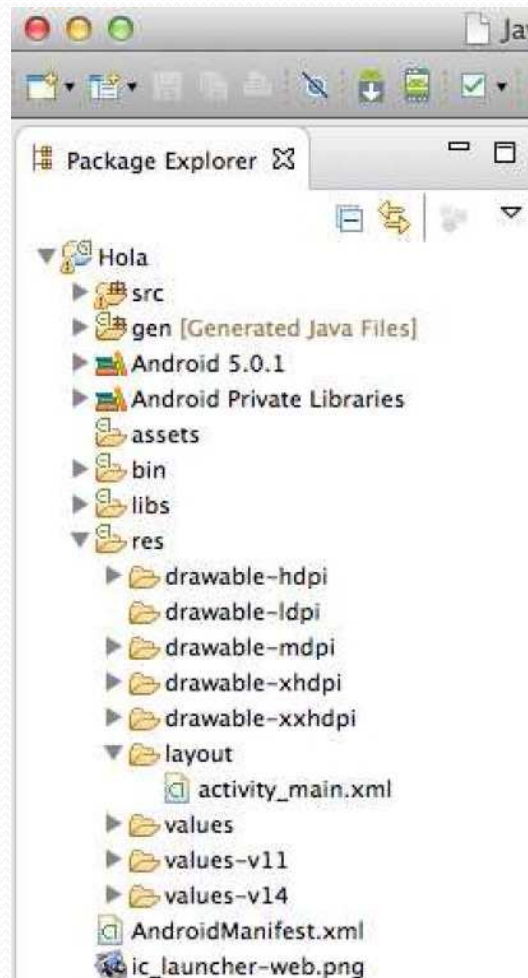 Ja
Package Explorer
Hola
src
gen [Generated Java Files]
Android 5.0.1
Android Private Libraries
assets
bin
libs
res
drawable-hdpi
drawable-ldpi
drawable-mdpi
drawable-xhdpi
drawable-xxhdpi
layout
activity_main.xml
values
values-v11
values-v14
AndroidManifest.xml
ic_launcher-web.png